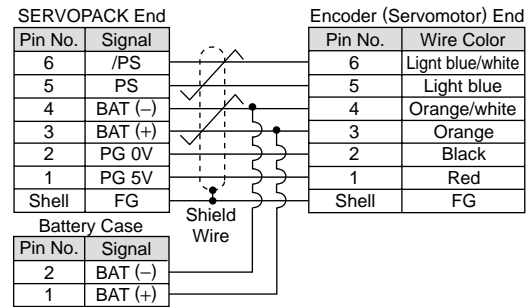 SERVOPACK End
Encoder (Servomotor) End
Pin No. Signal
Pin No. Wire Color
6 /PS
6 Lignt blue/white
5 PS
5 Light blue
4 BAT (−)
4 Orange/white
3 BAT (+)
3 Orange
2 PG 0V
2 Black
1 PG 5V
1 Red
Shell FG
Shell FG
Shield
Wire
Battery Case
Pin No. Signal
2 BAT (−)
1 BAT (+)